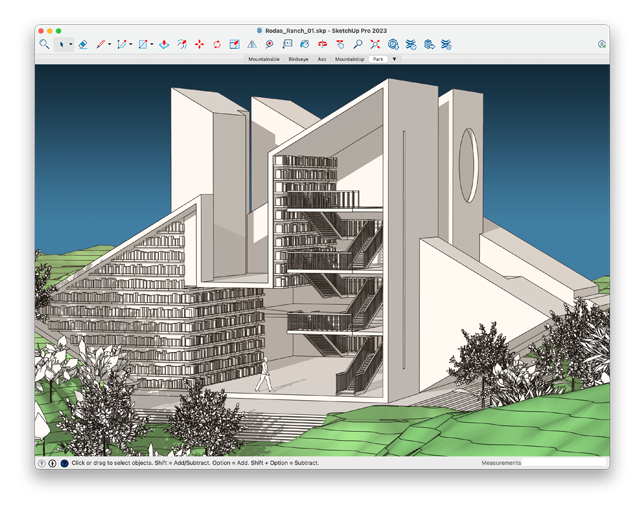 Rodas_Ranch_01.skp - SketchUp Pro 2023
Mountainside Birdseye Aso Mountaintop Park
Click or drag to select objects. Shift = Add/Subtract. Option = Add. Shift + Option = Subtract. Measurements